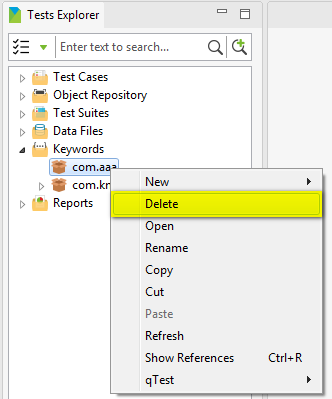 Tests Explorer
Enter text to search...
Test Cases
Object Repository
Test Suites
Data Files
Keywords
com.aaa
com.kr
Reports
New
Delete
Open
Rename
Copy
Cut
Paste
Refresh
Show References Ctrl+R
qTest